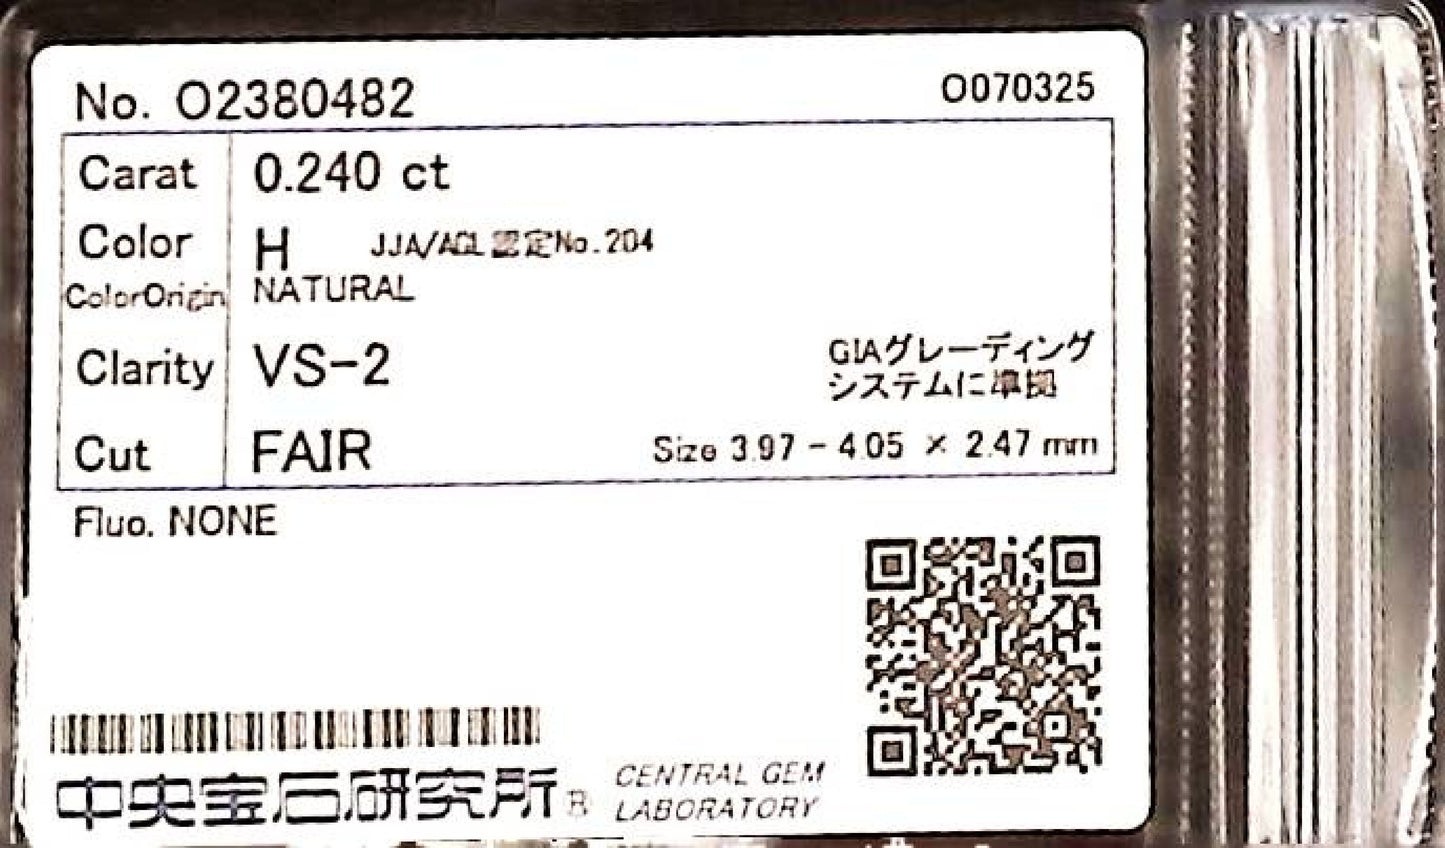 No. O2380482 O070325
Carat 0.240 ct
Color H JJA/AGL認定No.204
ColorOrigin NATURAL
Clarity VS-2 GIAグレーディング
システムに準拠
Cut FAIR Size 3.97 - 4.05 × 2.47 mm
Fluo. NONE
中央宝石研究所® CENTRAL GEM
LABORATORY